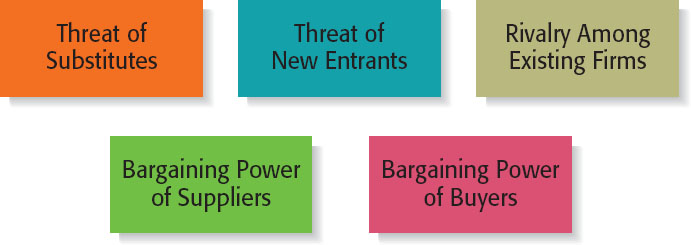 Threat of
Substitutes
Threat of
New Entrants
Rivalry Among
Existing Firms
Bargaining Power
of Suppliers
Bargaining Power
of Buyers